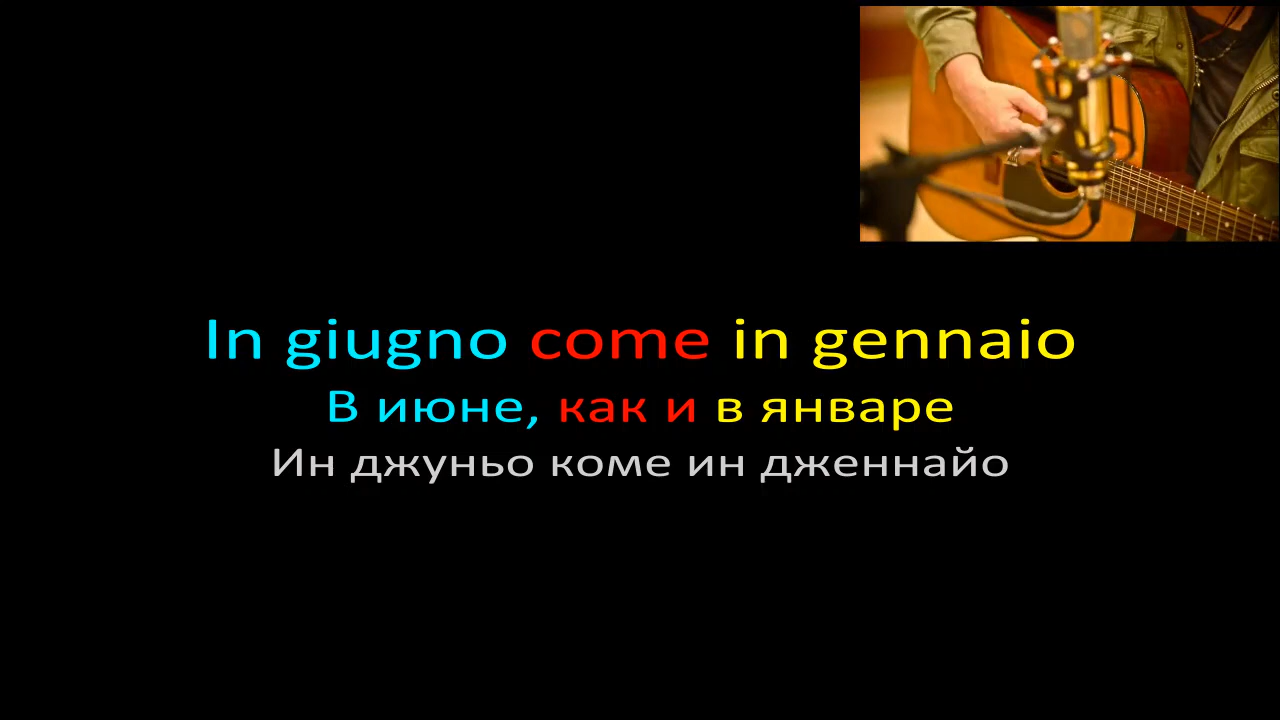 In giugno come in gennaio
В июне, как и в январе
Ин джуньо коме ин дженнайо